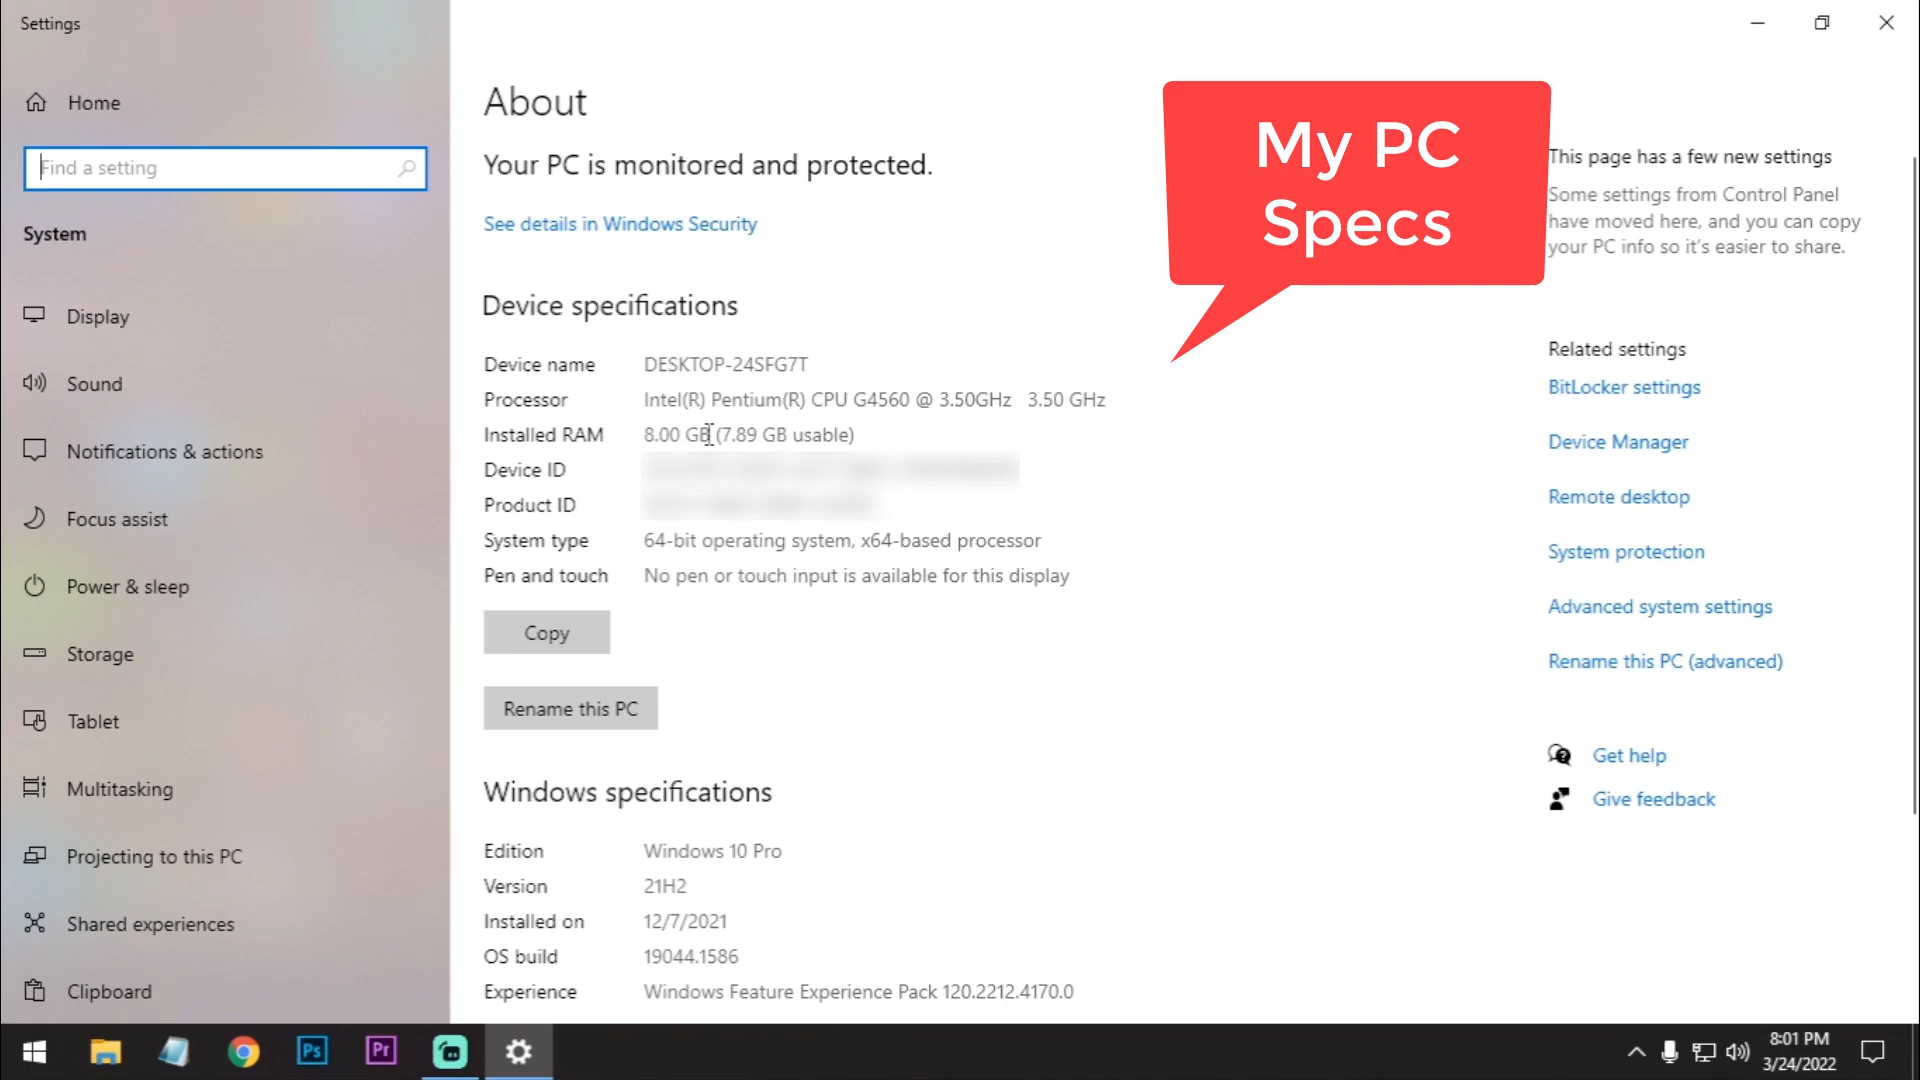 Settings
Home
Find a setting
System
Display
Sound
Notifications & actions
Focus assist
Power & sleep
Storage
Tablet
Multitasking
Projecting to this PC
Shared experiences
Clipboard
About
Your PC is monitored and protected.
See details in Windows Security
Device specifications
Device name DESKTOP-24SFG7T
Processor Intel(R) Pentium(R) CPU G4560 @ 3.50GHz 3.50 GHz
Installed RAM 8.00 GB (7.89 GB usable)
Device ID
Product ID
System type 64-bit operating system, x64-based processor
Pen and touch No pen or touch input is available for this display
Copy
Rename this PC
Windows specifications
Edition Windows 10 Pro
Version 21H2
Installed on 12/7/2021
OS build 19044.1586
Experience Windows Feature Experience Pack 120.2212.4170.0
My PC
Specs
This page has a few new settings
Some settings from Control Panel
have moved here, and you can copy
your PC info so it's easier to share.
Related settings
BitLocker settings
Device Manager
Remote desktop
System protection
Advanced system settings
Rename this PC (advanced)
Get help
Give feedback
Ps
Pr
8:01 PM
3/24/2022